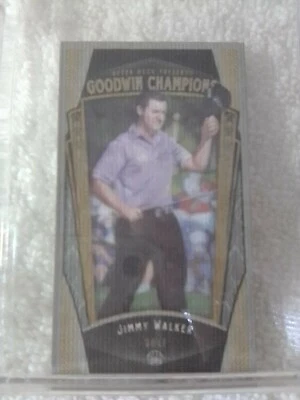 UPPER DECK PRESENTS
GOODWIN CHAMPIONS
JIMMY WALKER
GOLF